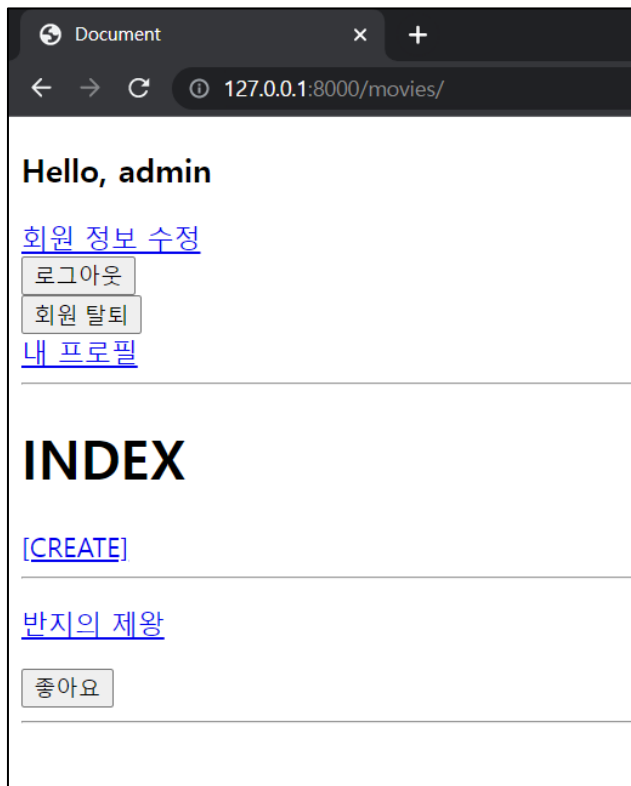 Document
127.0.0.1:8000/movies/
Hello, admin
회원 정보 수정
로그아웃
회원 탈퇴
내 프로필
INDEX
[CREATE]
반지의 제왕
좋아요